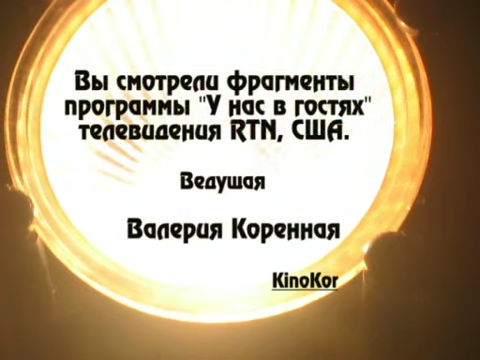 Вы смотрели фрагменты
программы "У нас в гостях"
телевидения RTN, США.
Ведущая
Валерия Коренная
KinoKor